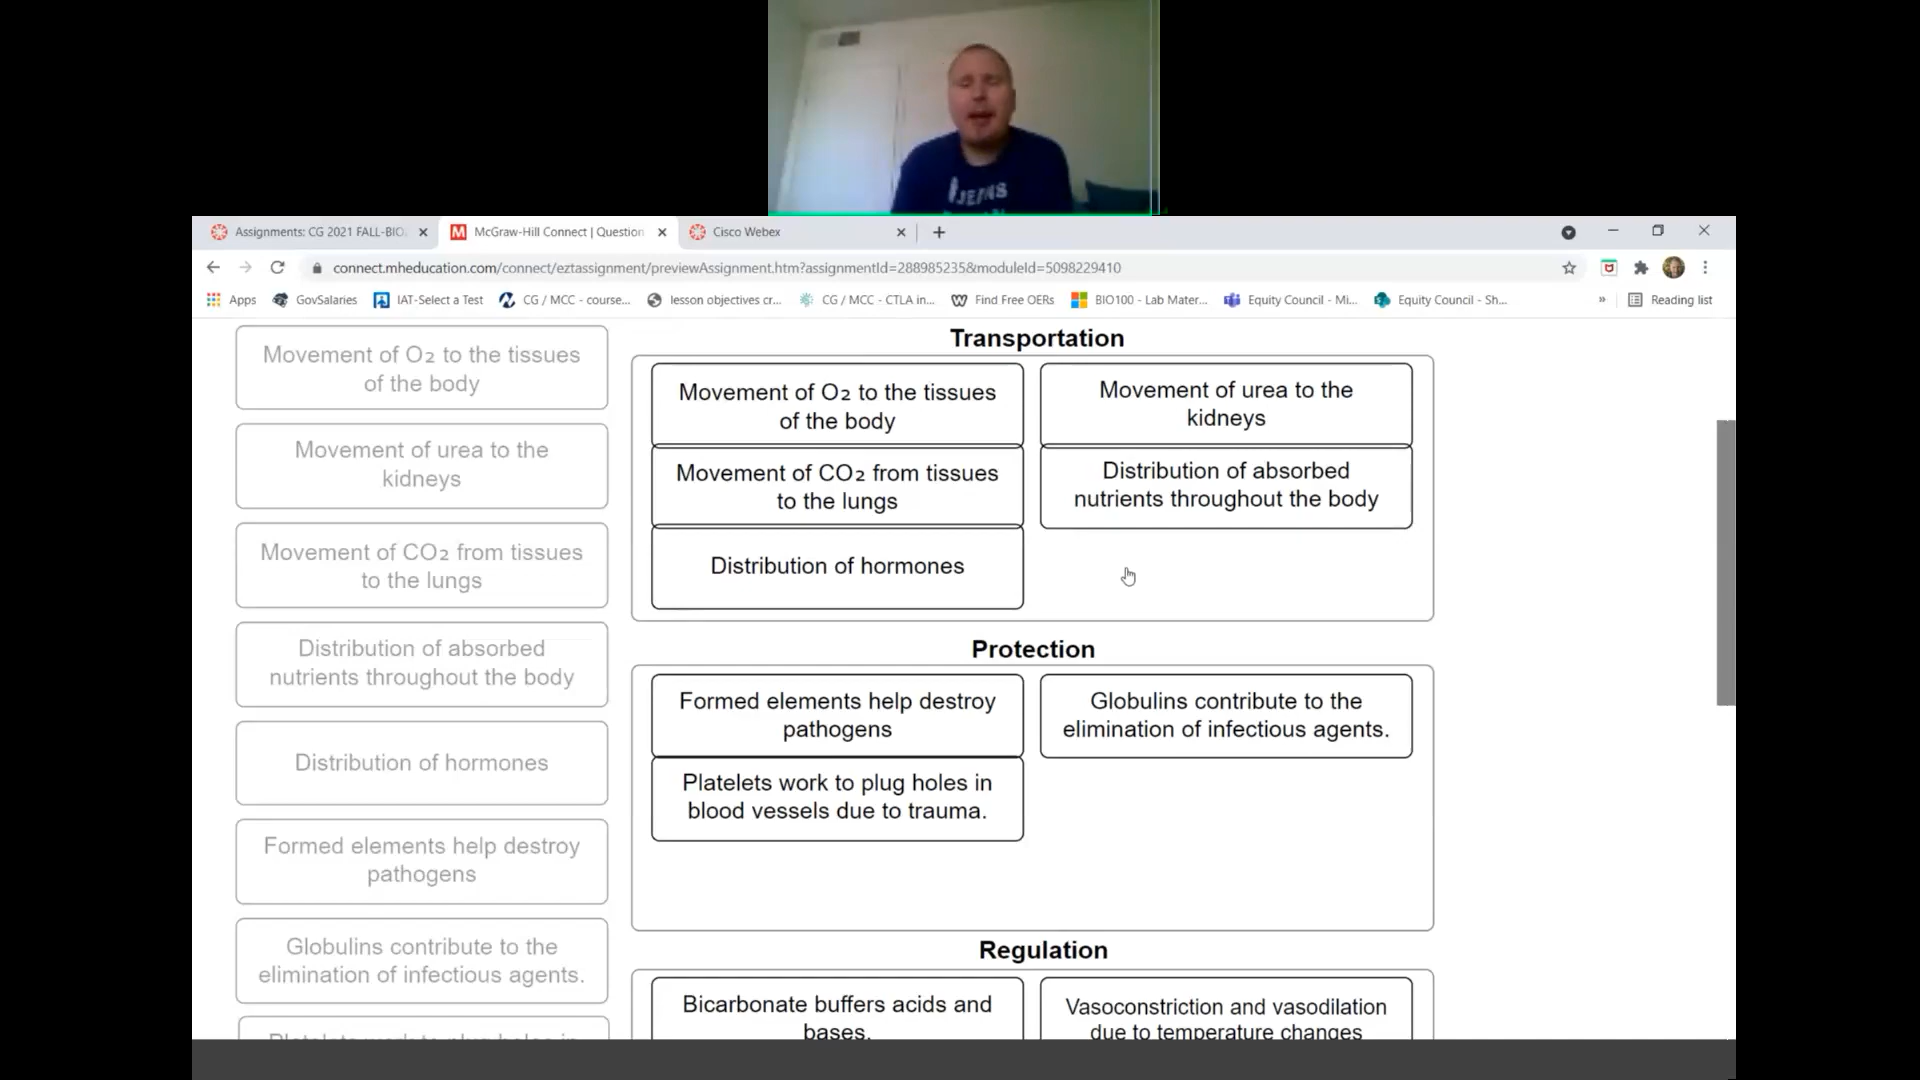 JEANS
Assignments: CG 2021 FALL-BIO
McGraw-Hill Connect | Question
Cisco Webex
connect.mheducation.com/connect/eztassignment/previewAssignment.htm?assignmentId=288985235&moduleId=5098229410
Apps
GovSalaries
IAT-Select a Test
CG / MCC - course...
lesson objectives cr...
CG / MCC - CTLA in...
Find Free OERs
BIO100 - Lab Mater...
Equity Council - Mi...
Equity Council - Sh...
»
Reading list
Movement of O2 to the tissues
of the body
Movement of urea to the
kidneys
Movement of CO2 from tissues
to the lungs
Distribution of absorbed
nutrients throughout the body
Distribution of hormones
Formed elements help destroy
pathogens
Globulins contribute to the
elimination of infectious agents.
Platelets work to plug holes in
Transportation
Movement of O2 to the tissues
of the body
Movement of urea to the
kidneys
Movement of CO2 from tissues
to the lungs
Distribution of absorbed
nutrients throughout the body
Distribution of hormones
Protection
Formed elements help destroy
pathogens
Globulins contribute to the
elimination of infectious agents.
Platelets work to plug holes in
blood vessels due to trauma.
Regulation
Bicarbonate buffers acids and
bases.
Vasoconstriction and vasodilation
due to temperature changes